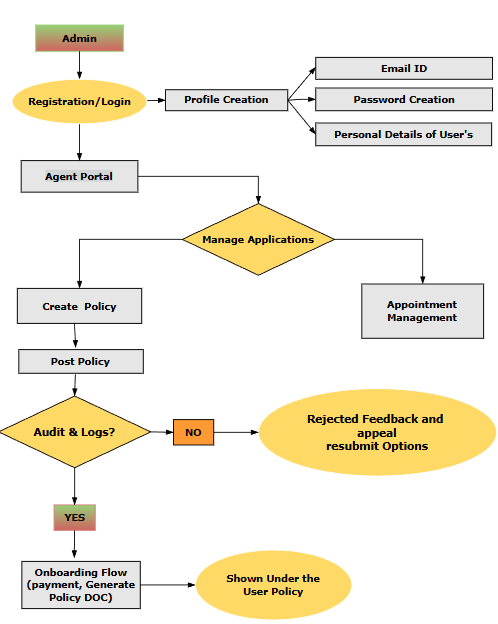 Admin
Registration/Login
Profile Creation
Email ID
Password Creation
Personal Details of User's
Agent Portal
Manage Applications
Create  Policy
Appointment
Management
Post Policy
Audit & Logs?
NO
Rejected Feedback and
appeal
resubmit Options
YES
Onboarding Flow
(payment, Generate
Policy DOC)
Shown Under the
User Policy